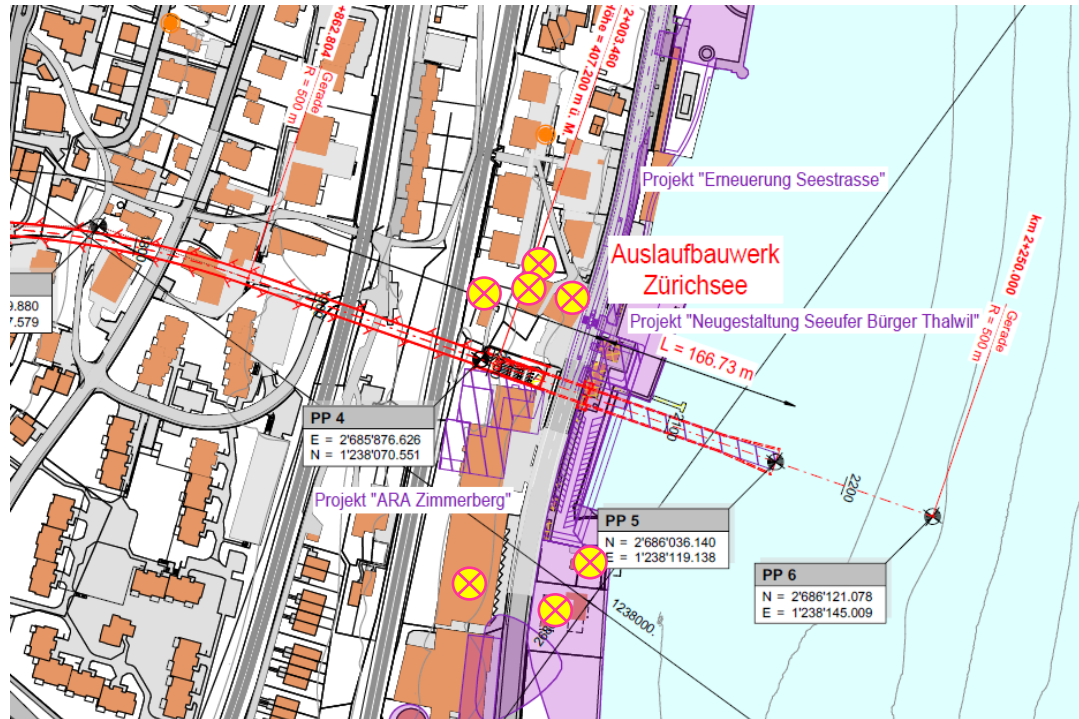 +862.804
Gerade
R = 500 m
2+003.460
Höhe = 407.200 m ü. M.
Projekt "Erneuerung Seestrasse"
Auslaufbauwerk
Zürichsee
Projekt "Neugestaltung Seeufer Bürger Thalwil"
L = 166.73 m
km 2+250.000
Gerade
R = 500 m
9.880
7.579
PP 4
E = 2'685'876.626
N = 1'238'070.551
Projekt "ARA Zimmerberg"
2100
2200
PP 5
N = 2'686'036.140
E = 1'238'119.138
PP 6
N = 2'686'121.078
E = 1'238'145.009
1238000.
268